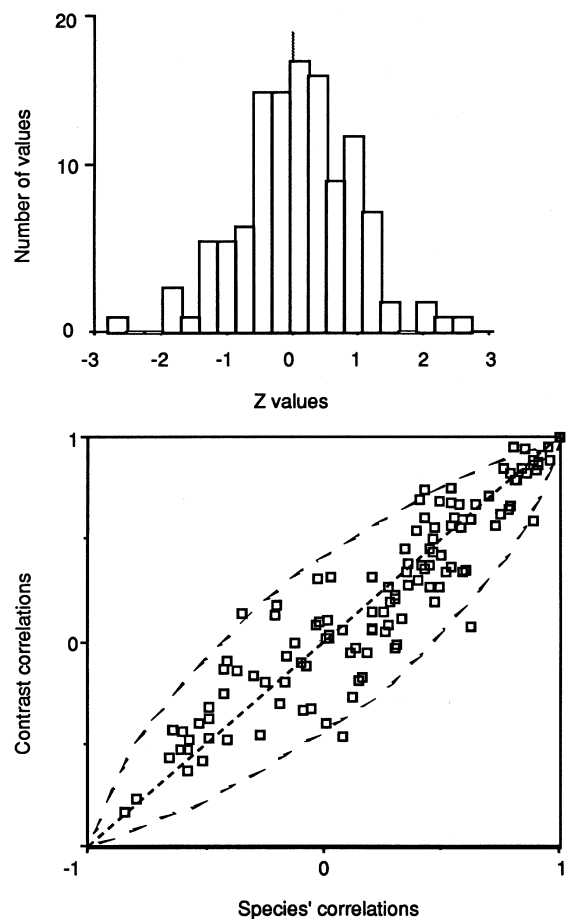 20
10
0
Number of values
-3 -2 -1 0 1 2 3
Z values
1
0
Contrast correlations
-1 0 1
Species' correlations